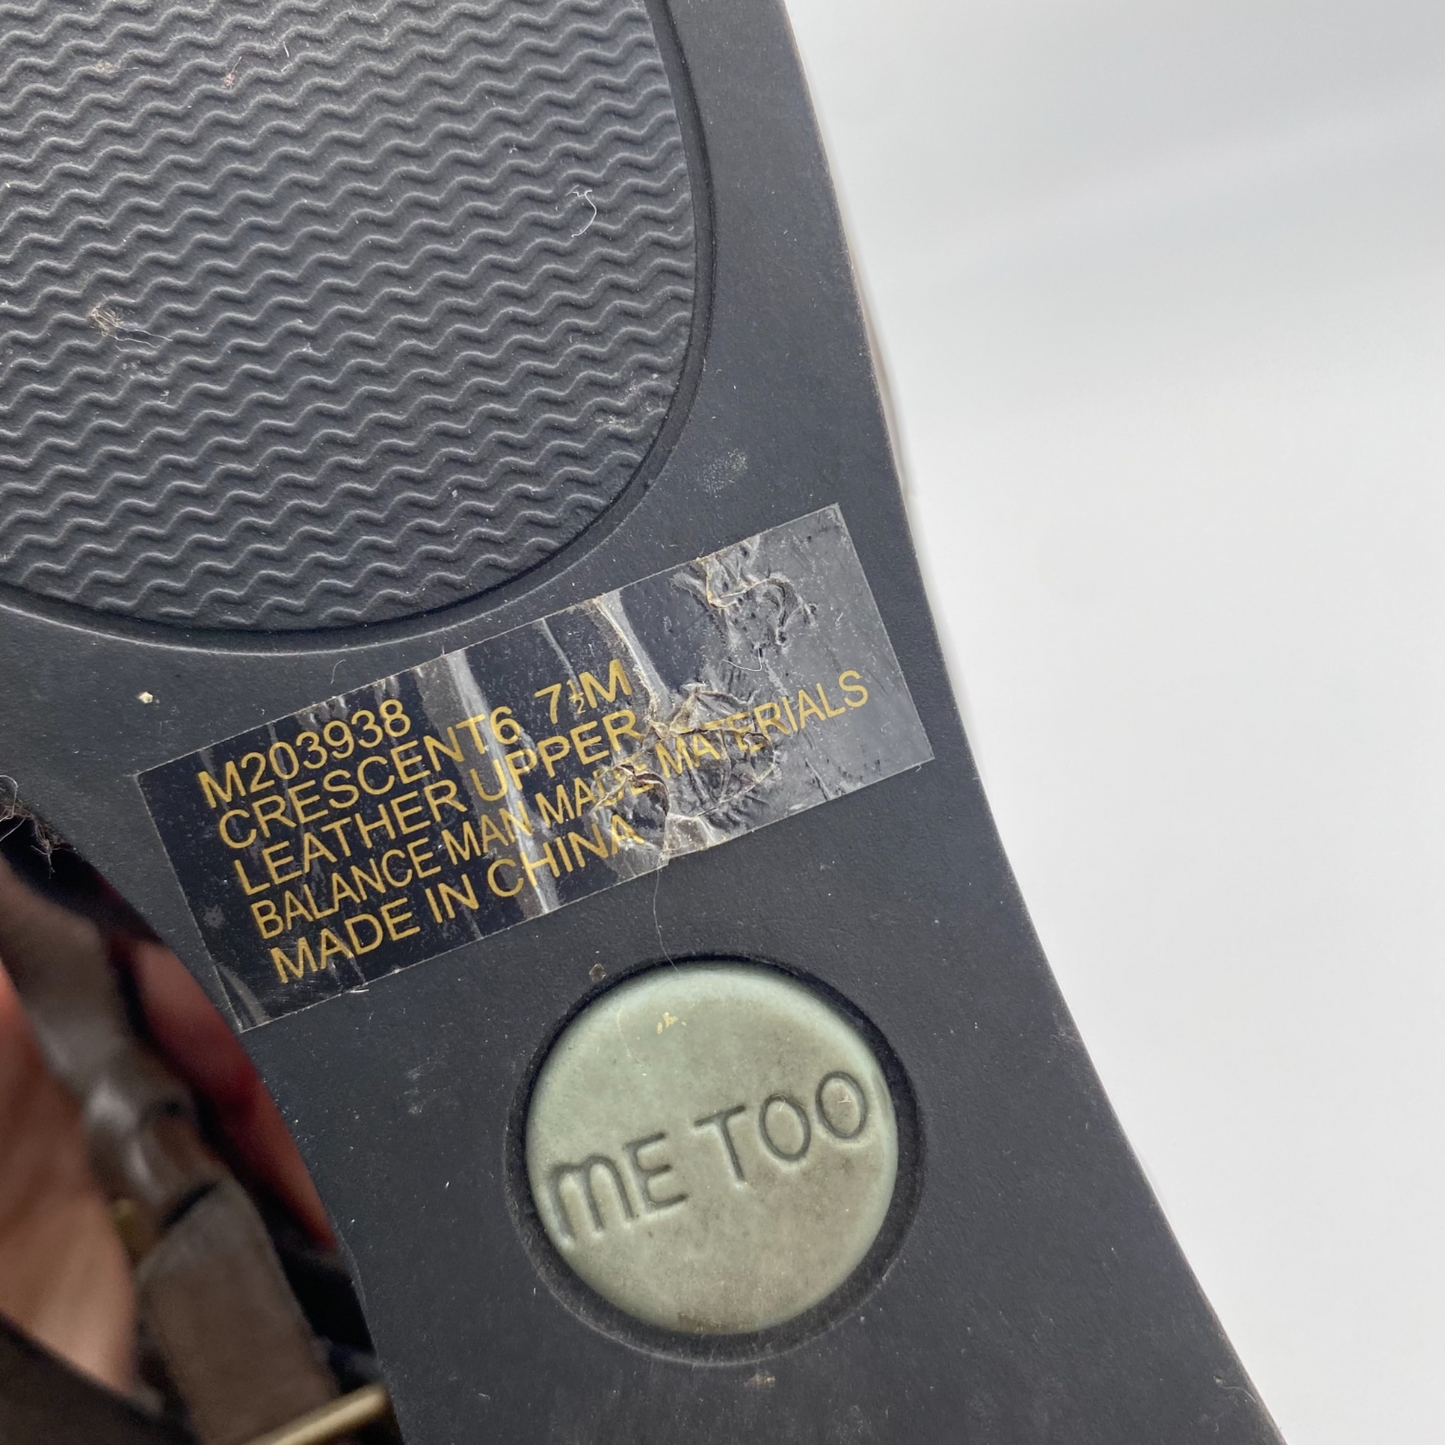 M203938
CRESCENT6 7½M
LEATHER UPPER
BALANCE MAN MADE MATERIALS
MADE IN CHINA
ME TOO